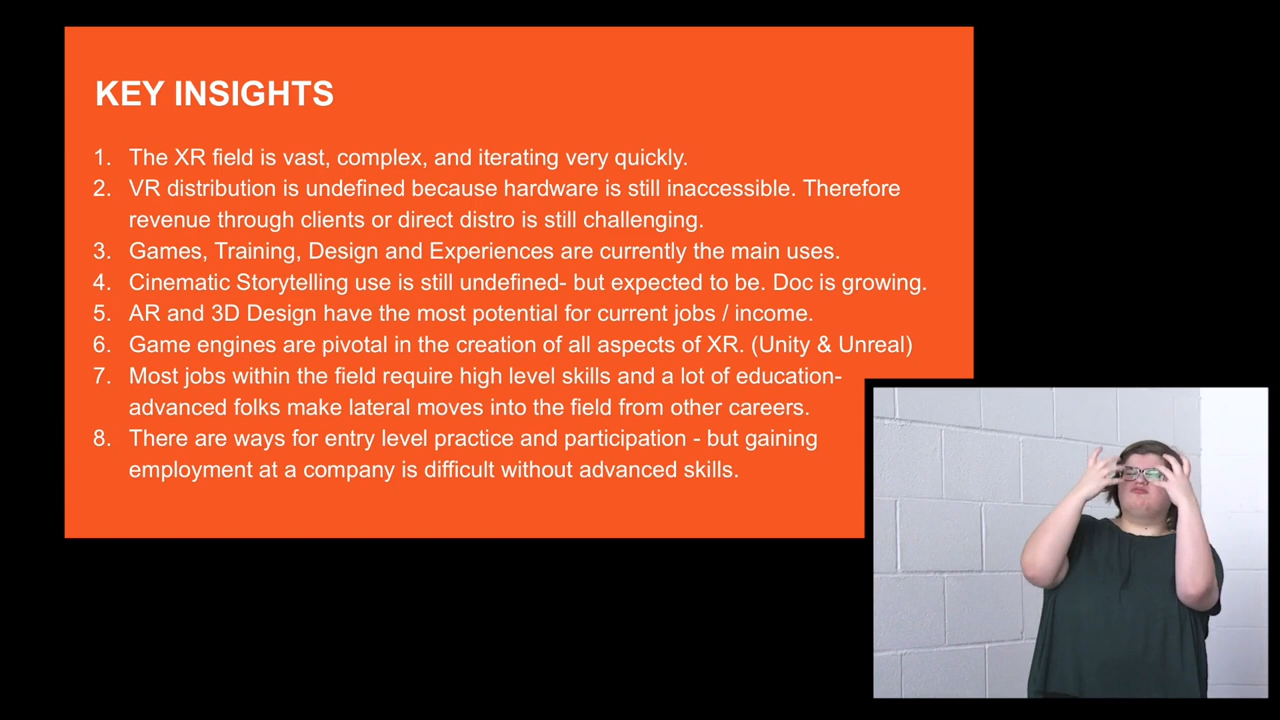 KEY INSIGHTS
1. The XR field is vast, complex, and iterating very quickly.
2. VR distribution is undefined because hardware is still inaccessible. Therefore
revenue through clients or direct distro is still challenging.
3. Games, Training, Design and Experiences are currently the main uses.
4. Cinematic Storytelling use is still undefined- but expected to be. Doc is growing.
5. AR and 3D Design have the most potential for current jobs / income.
6. Game engines are pivotal in the creation of all aspects of XR. (Unity & Unreal)
7. Most jobs within the field require high level skills and a lot of education-
advanced folks make lateral moves into the field from other careers.
8. There are ways for entry level practice and participation - but gaining
employment at a company is difficult without advanced skills.